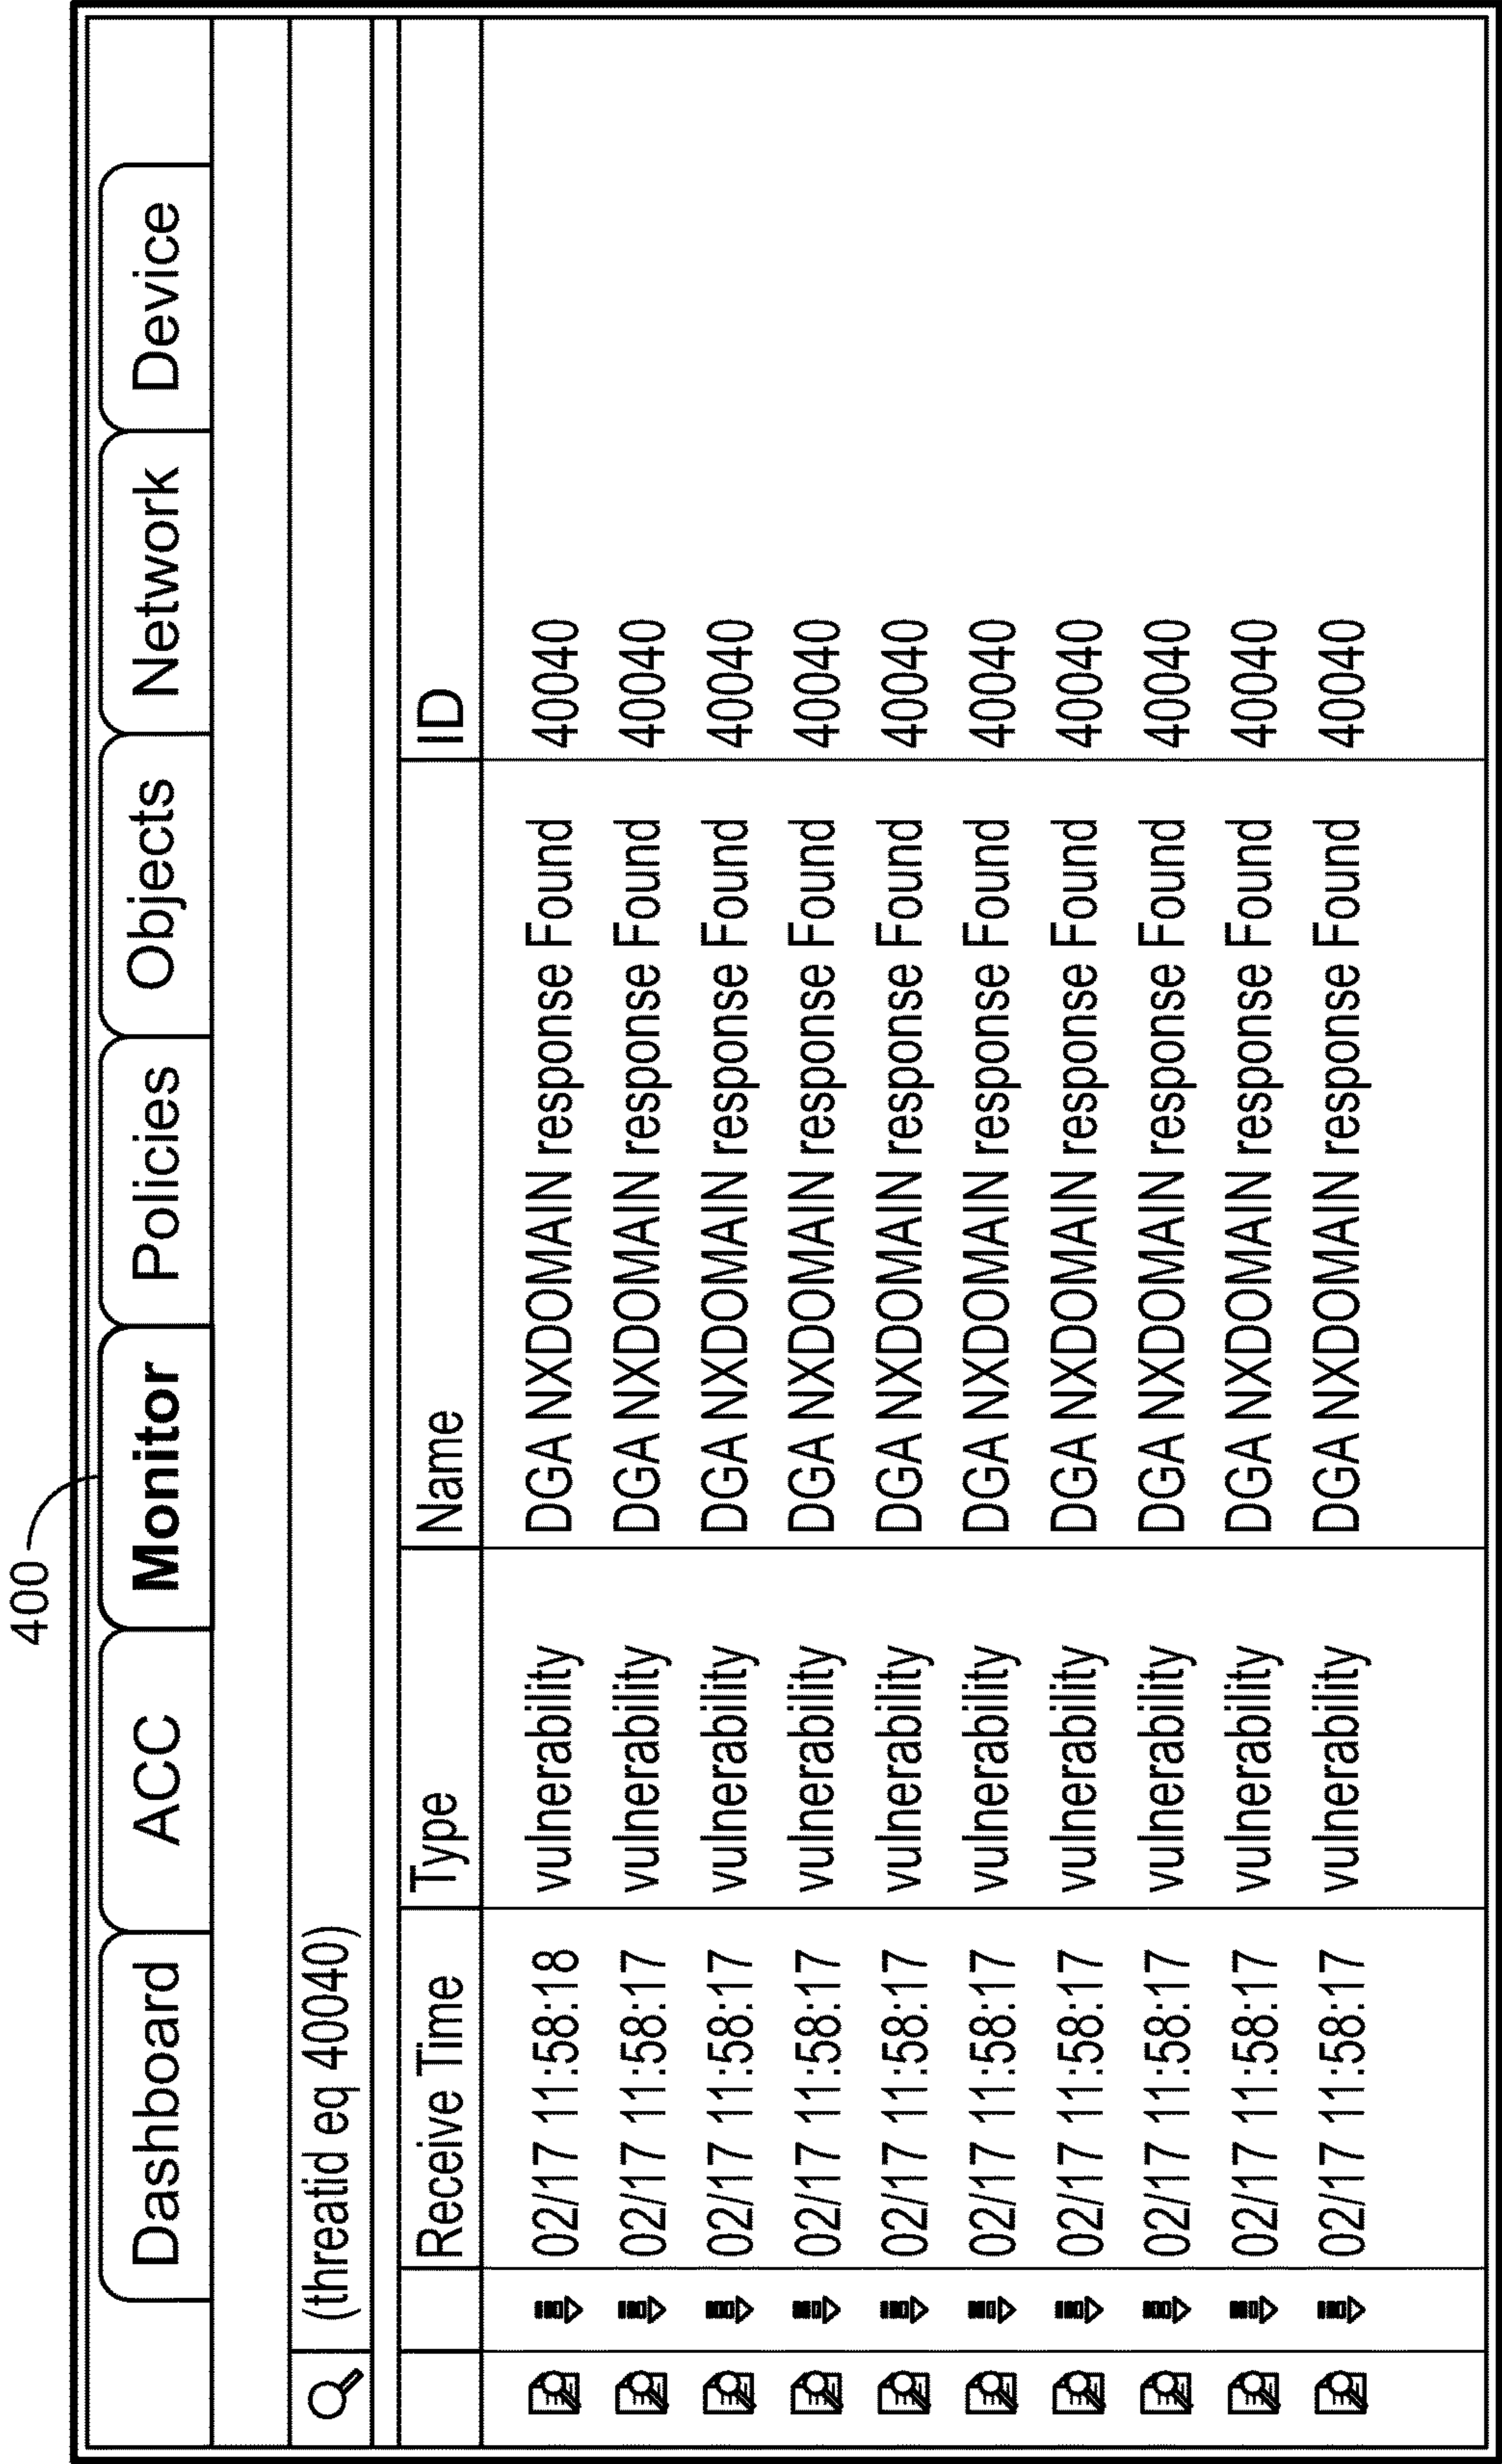 400
Dashboard ACC Monitor Policies Objects Network Device
(threatid eq 40040)
Receive Time Type Name ID
02/17 11:58:18 vulnerability DGA NXDOMAIN response Found 40040
02/17 11:58:17 vulnerability DGA NXDOMAIN response Found 40040
02/17 11:58:17 vulnerability DGA NXDOMAIN response Found 40040
02/17 11:58:17 vulnerability DGA NXDOMAIN response Found 40040
02/17 11:58:17 vulnerability DGA NXDOMAIN response Found 40040
02/17 11:58:17 vulnerability DGA NXDOMAIN response Found 40040
02/17 11:58:17 vulnerability DGA NXDOMAIN response Found 40040
02/17 11:58:17 vulnerability DGA NXDOMAIN response Found 40040
02/17 11:58:17 vulnerability DGA NXDOMAIN response Found 40040
02/17 11:58:17 vulnerability DGA NXDOMAIN response Found 40040